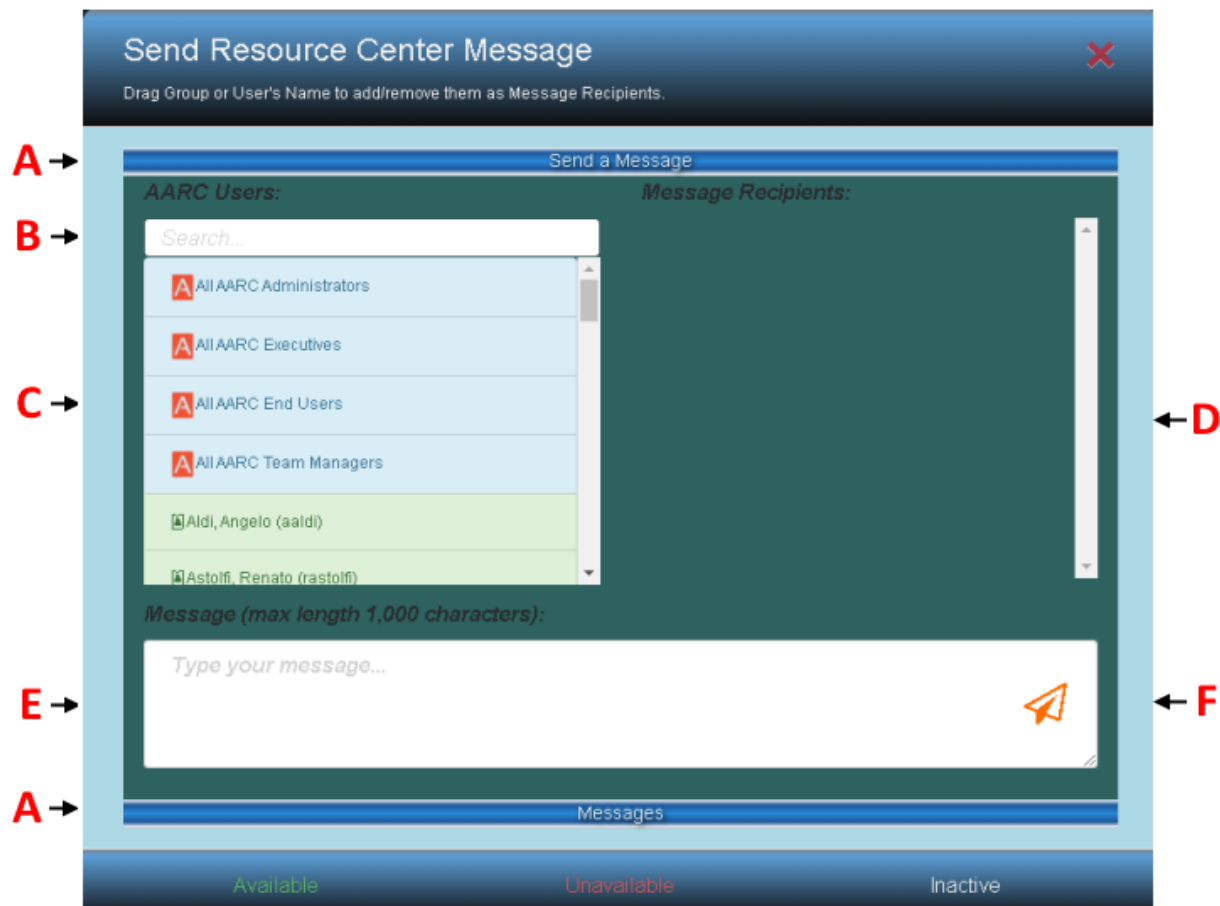 Send Resource Center Message
Drag Group or User's Name to add/remove them as Message Recipients.
A
Send a Message
AARC Users:
Message Recipients:
B
Search...
A All AARC Administrators
A All AARC Executives
C
A All AARC End Users
D
A All AARC Team Managers
Aldi, Angelo (aaldi)
Astolfi, Renato (rastolfi)
Message (max length 1,000 characters):
Type your message...
E
F
A
Messages
Available
Unavailable
Inactive